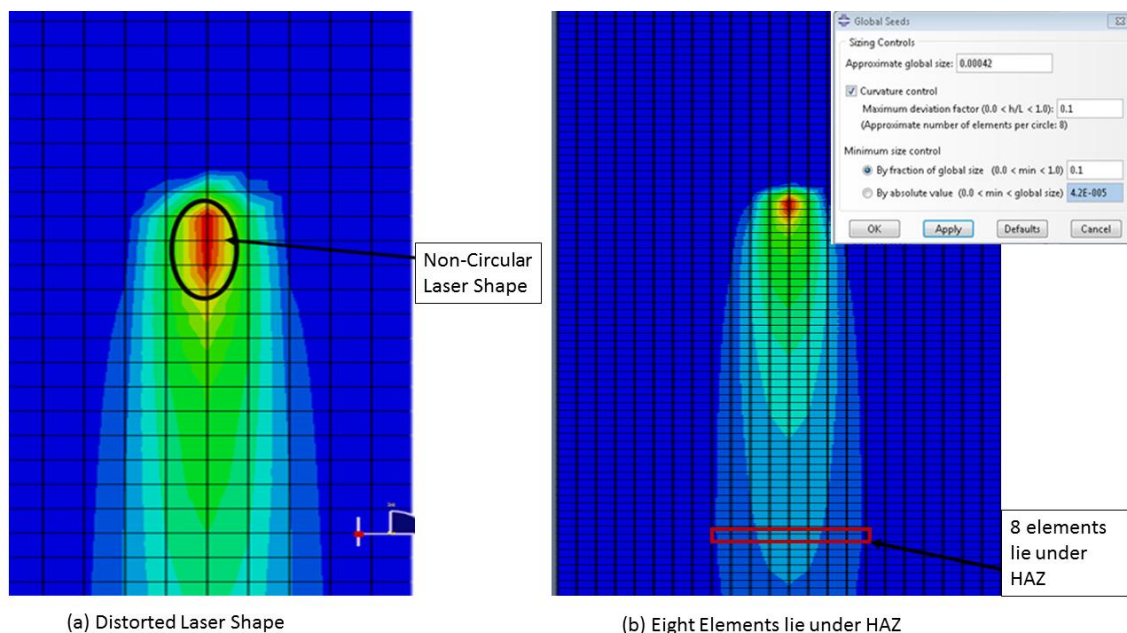 Global Seeds
Sizing Controls
Approximate global size: 0.00042
Curvature control
Maximum deviation factor (0.0 < h/L < 1.0): 0.1
(Approximate number of elements per circle: 8)
Minimum size control
By fraction of global size (0.0 < min < 1.0) 0.1
By absolute value (0.0 < min < global size) 4.2E-005
OK Apply Defaults Cancel
Non-Circular
Laser Shape
8 elements
lie under
HAZ
(a) Distorted Laser Shape
(b) Eight Elements lie under HAZ